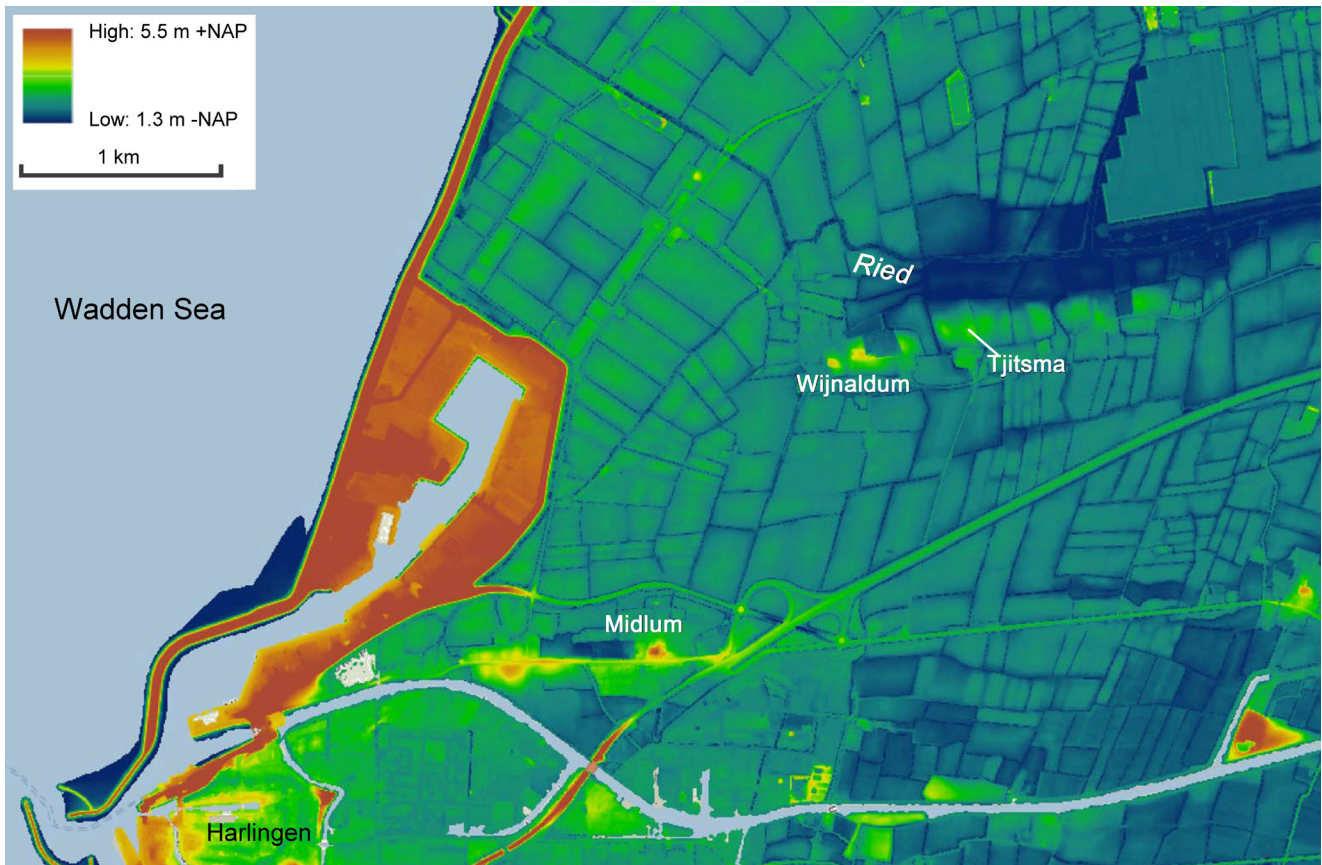 High: 5.5 m +NAP
Low: 1.3 m -NAP
1 km
Ried
Wadden Sea
Tjitsma
Wijnaldum
Midlum
Harlingen